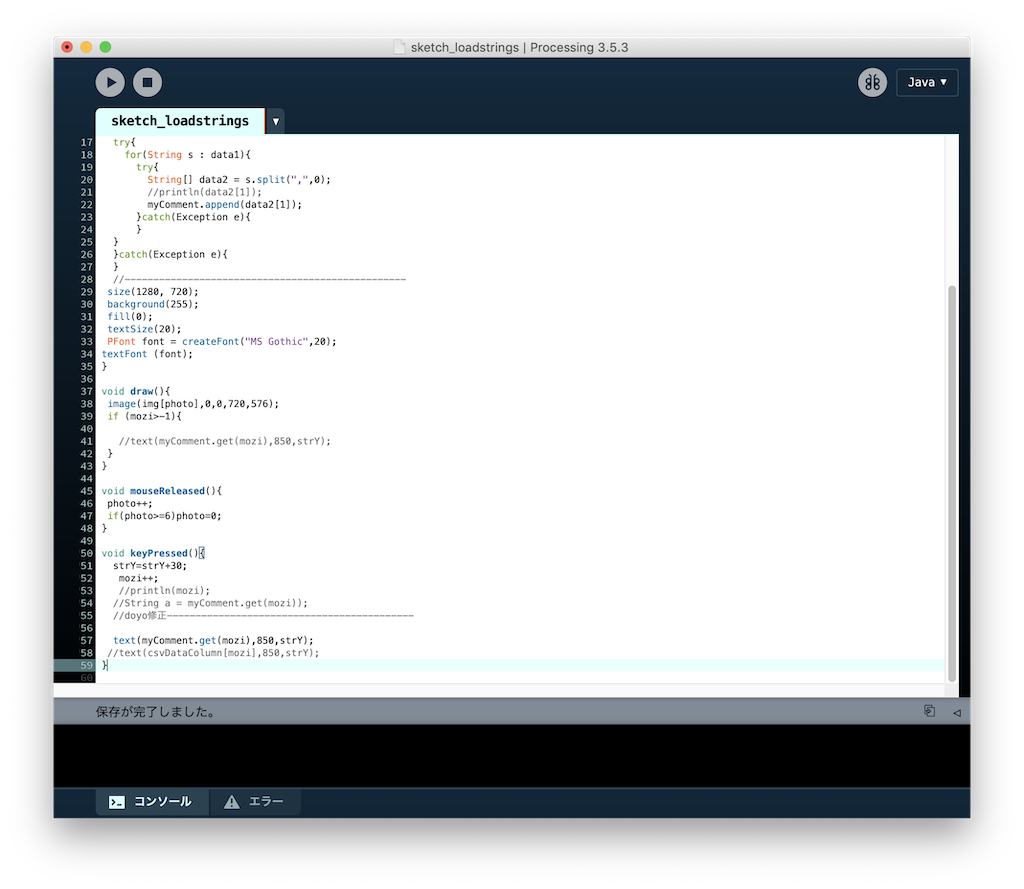 sketch_loadstrings | Processing 3.5.3
Java ▼
sketch_loadstrings ▼
17 try{
18 for(String s : data1){
19 try{
20 String[] data2 = s.split(",",0);
21 //println(data2[1]);
22 myComment.append(data2[1]);
23 }catch(Exception e){
24 }
25 }
26 }catch(Exception e){
27 }
28 //-------------------------------------------------
29 size(1280, 720);
30 background(255);
31 fill(0);
32 textSize(20);
33 PFont font = createFont("MS Gothic",20);
34 textFont (font);
35 }
36
37 void draw(){
38 image(img[photo],0,0,720,576);
39 if (mozi>-1){
40
41 //text(myComment.get(mozi),850,strY);
42 }
43 }
44
45 void mouseReleased(){
46 photo++;
47 if(photo>=6)photo=0;
48 }
49
50 void keyPressed(){
51 strY=strY+30;
52 mozi++;
53 //println(mozi);
54 //String a = myComment.get(mozi));
55 //doyo修正-------------------------------------------
56
57 text(myComment.get(mozi),850,strY);
58 //text(csvDataColumn[mozi],850,strY);
59 }
60
保存が完了しました。
コンソール
エラー